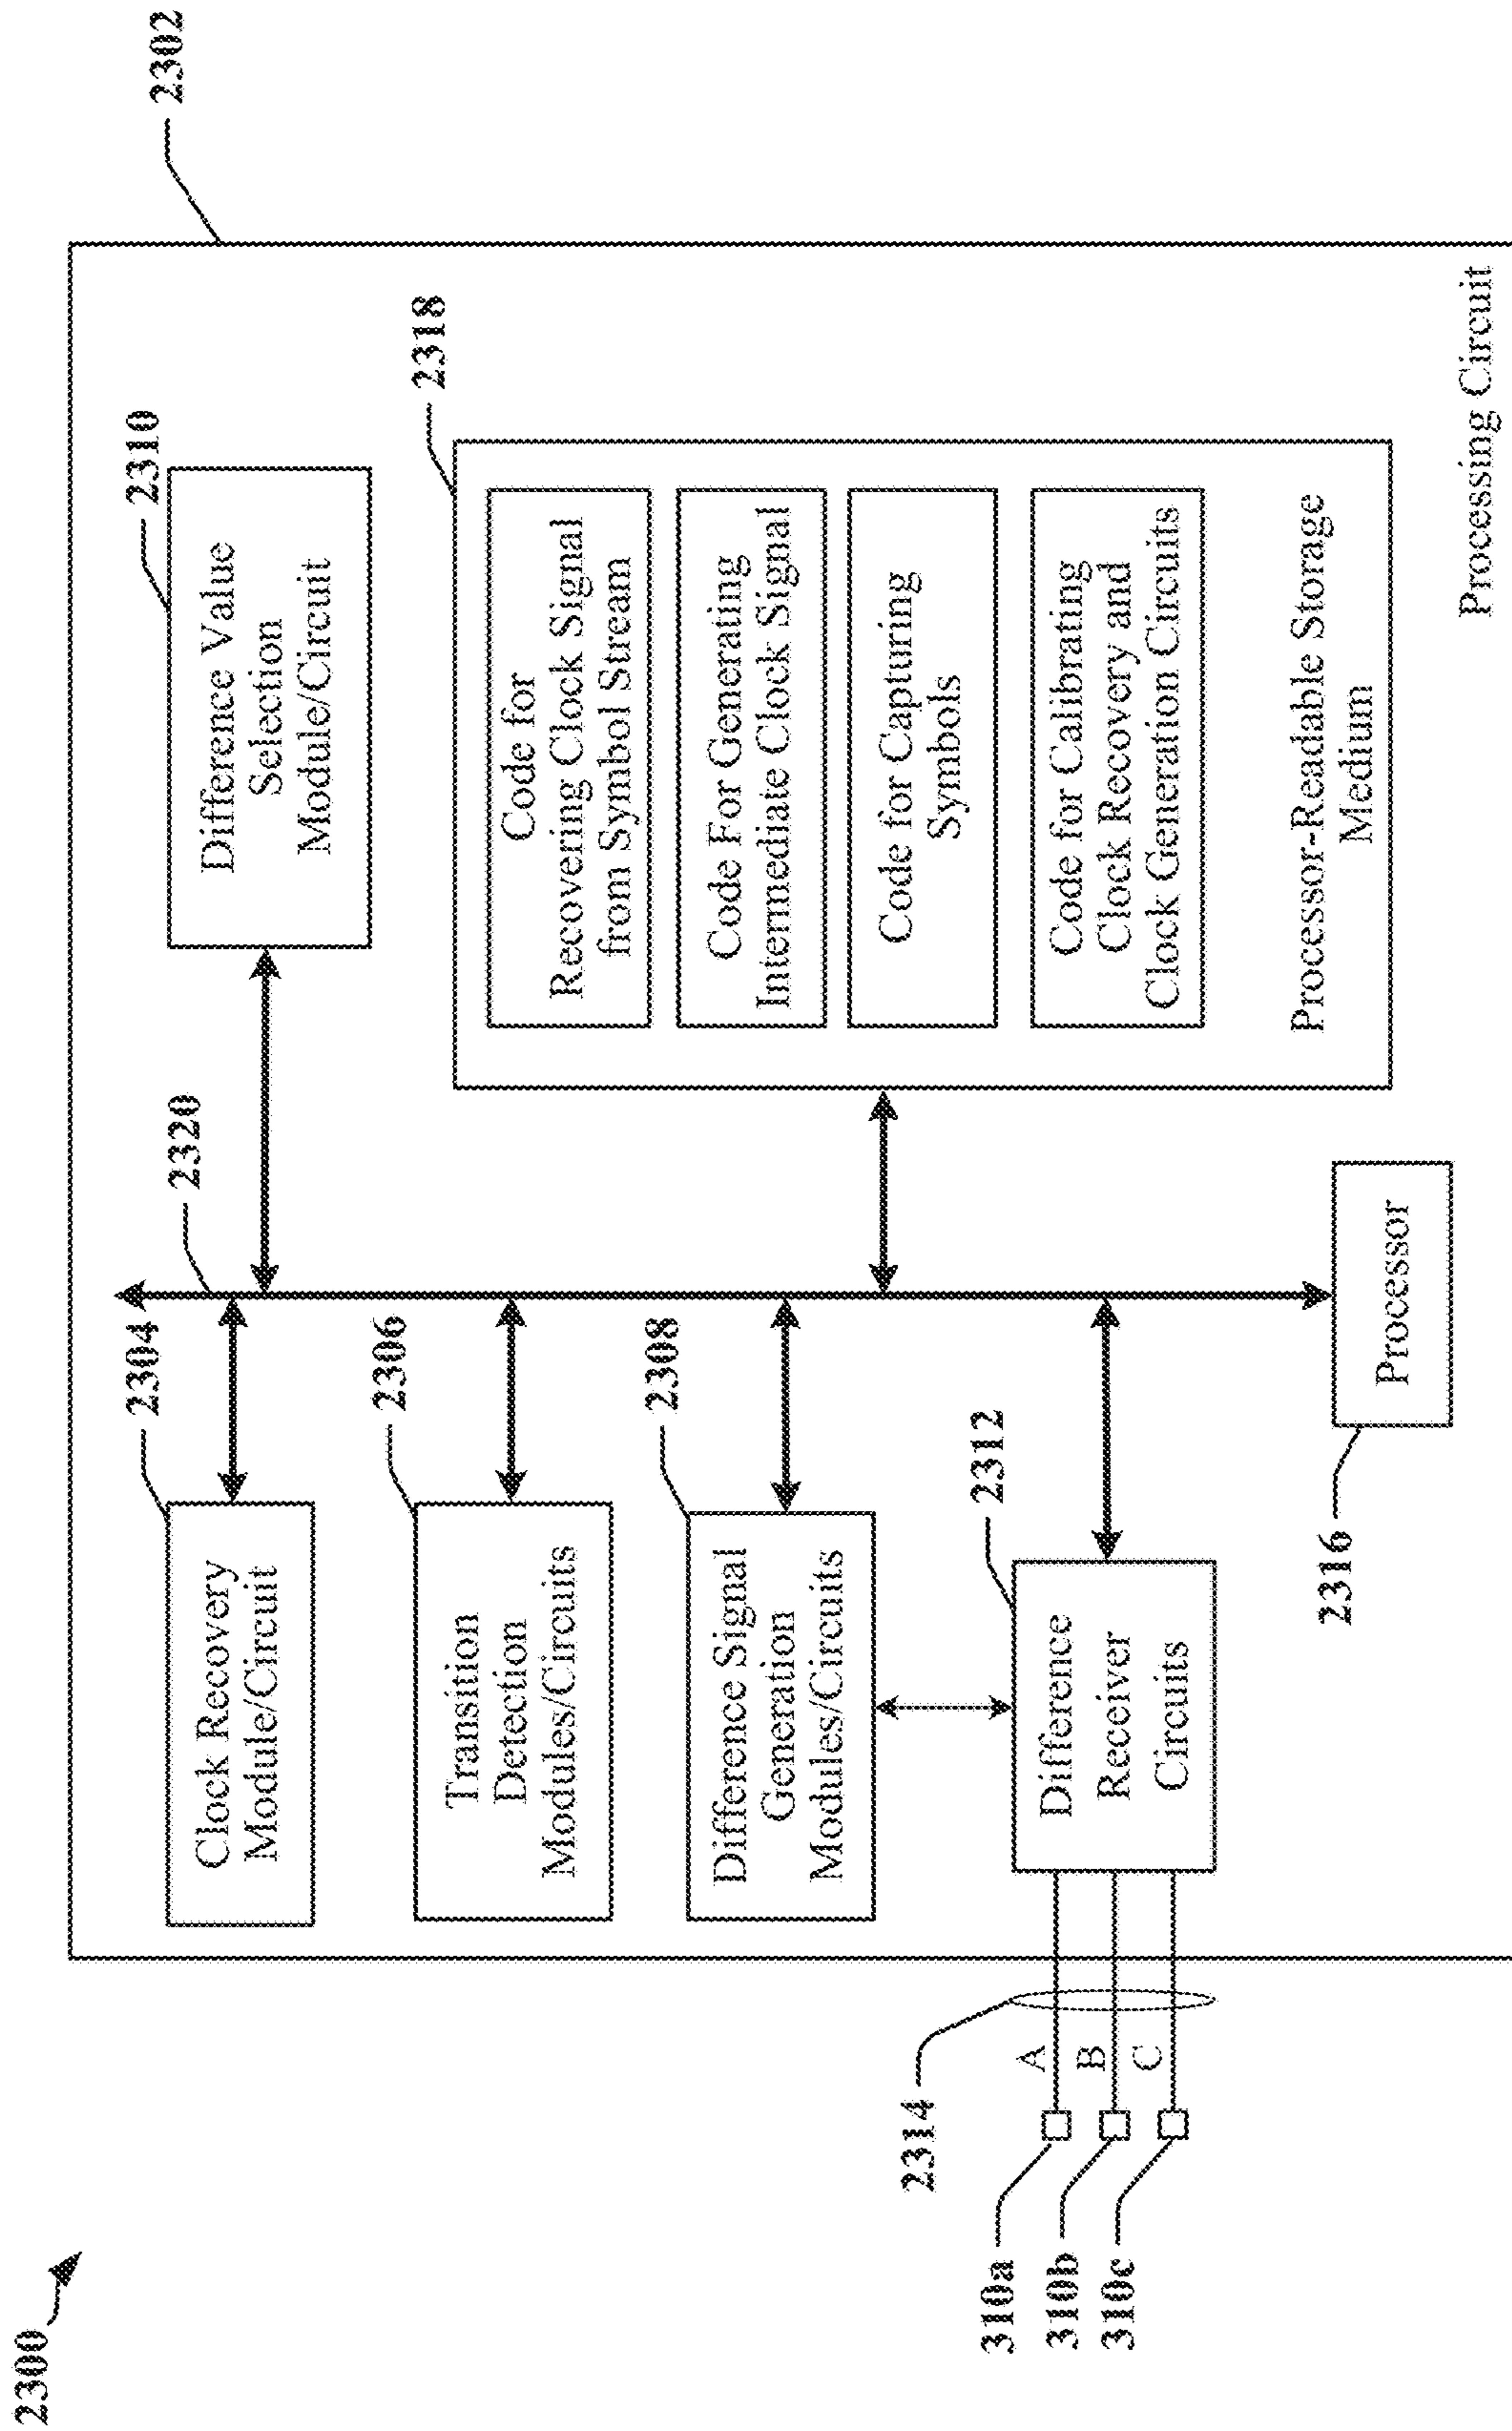 2300
2302
2304
Clock Recovery
Module/Circuit
2320
2310
Difference Value
Selection
Module/Circuit
2306
Transition
Detection
Modules/Circuits
2318
Code for
Recovering Clock Signal
from Symbol Stream
Code For Generating
Intermediate Clock Signal
Code for Capturing
Symbols
Code for Calibrating
Clock Recovery and
Clock Generation Circuits
Processor-Readable Storage
Medium
2308
Difference Signal
Generation
Modules/Circuits
2314
2312
Difference
Receiver
Circuits
310a
A
310b
B
310c
C
2316
Processor
Processing Circuit